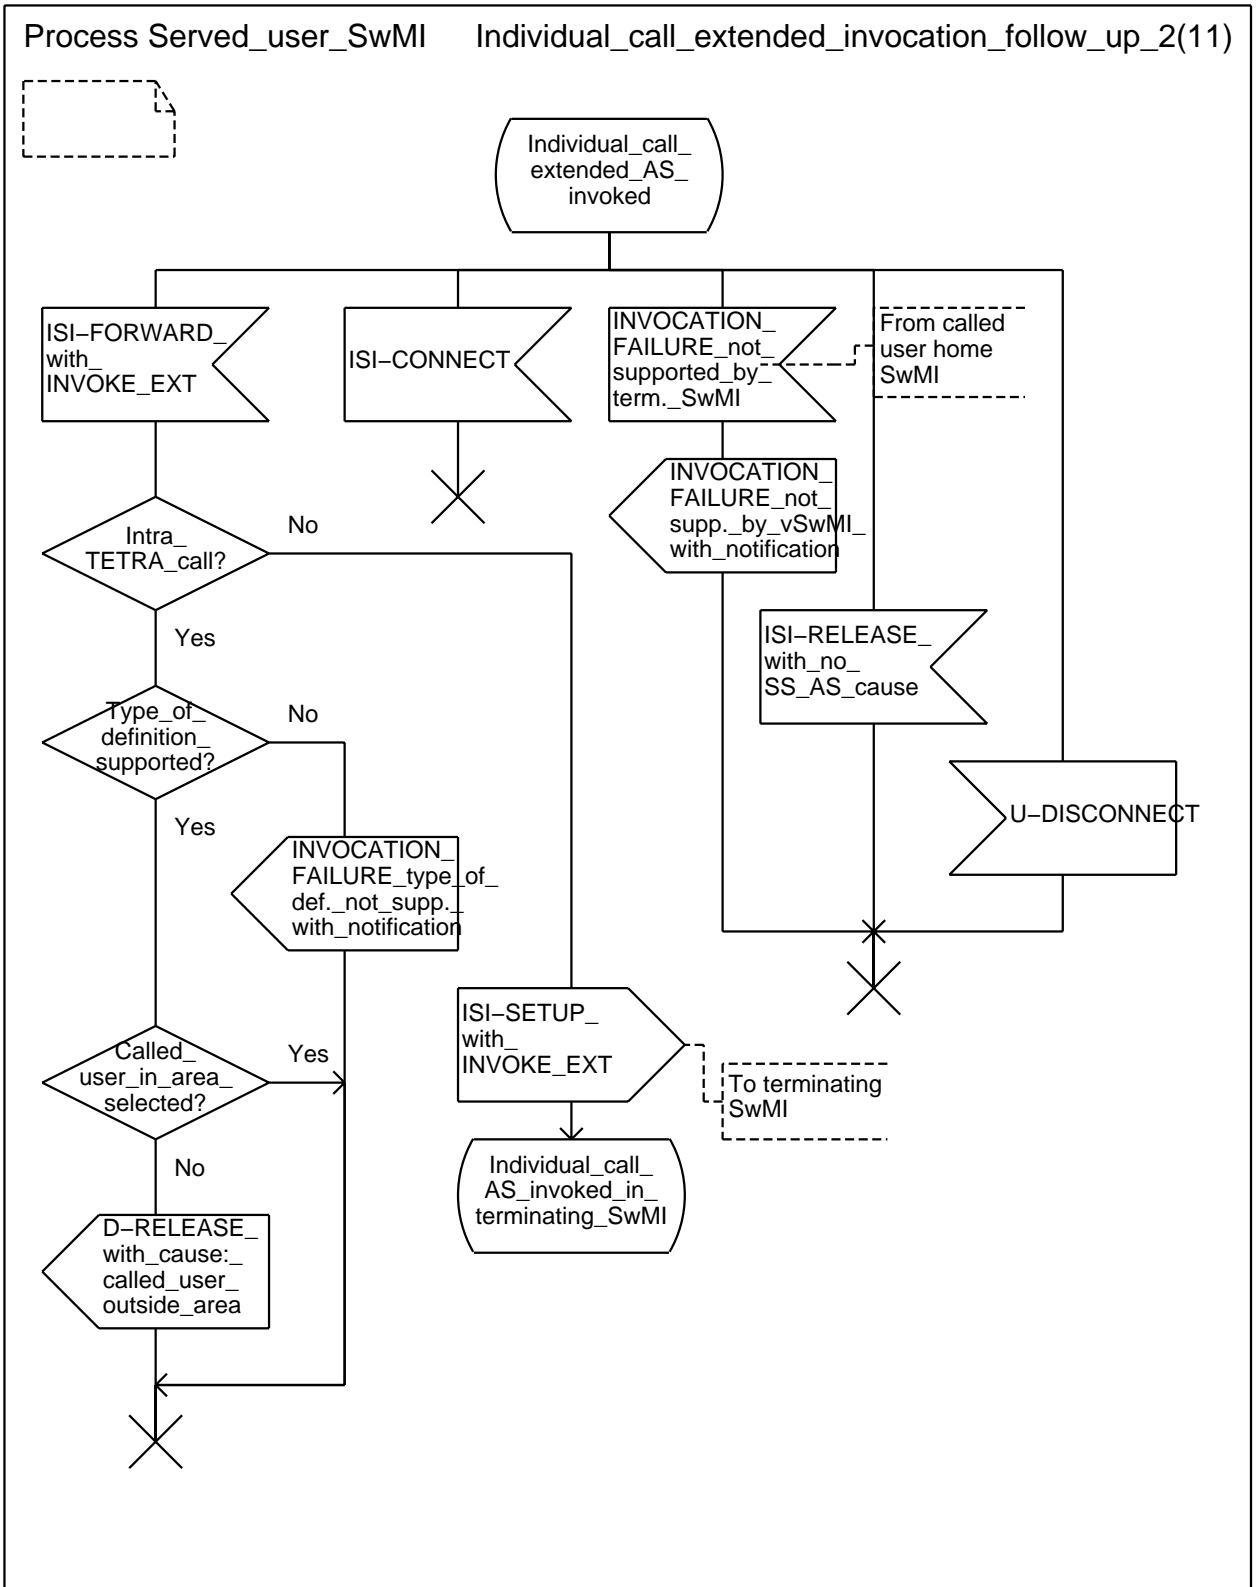 Process Served_user_SwMI Individual_call_extended_invocation_follow_up_2(11)
Individual_call_
extended_AS_
invoked
ISI–FORWARD_
with_
INVOKE_EXT
ISI–CONNECT
INVOCATION_
FAILURE_not_
supported_by_
term._SwMI
From called
user home
SwMI
INVOCATION_
FAILURE_not_
supp._by_vSwMI_
with_notification
Intra_
TETRA_call?
No
Yes
ISI–RELEASE_
with_no_
SS_AS_cause
Type_of_
definition_
supported?
No
Yes
U–DISCONNECT
INVOCATION_
FAILURE_type_of_
def._not_supp._
with_notification
ISI–SETUP_
with_
INVOKE_EXT
Called_
user_in_area_
selected?
Yes
No
To terminating
SwMI
Individual_call_
AS_invoked_in_
terminating_SwMI
D–RELEASE_
with_cause:_
called_user_
outside_area